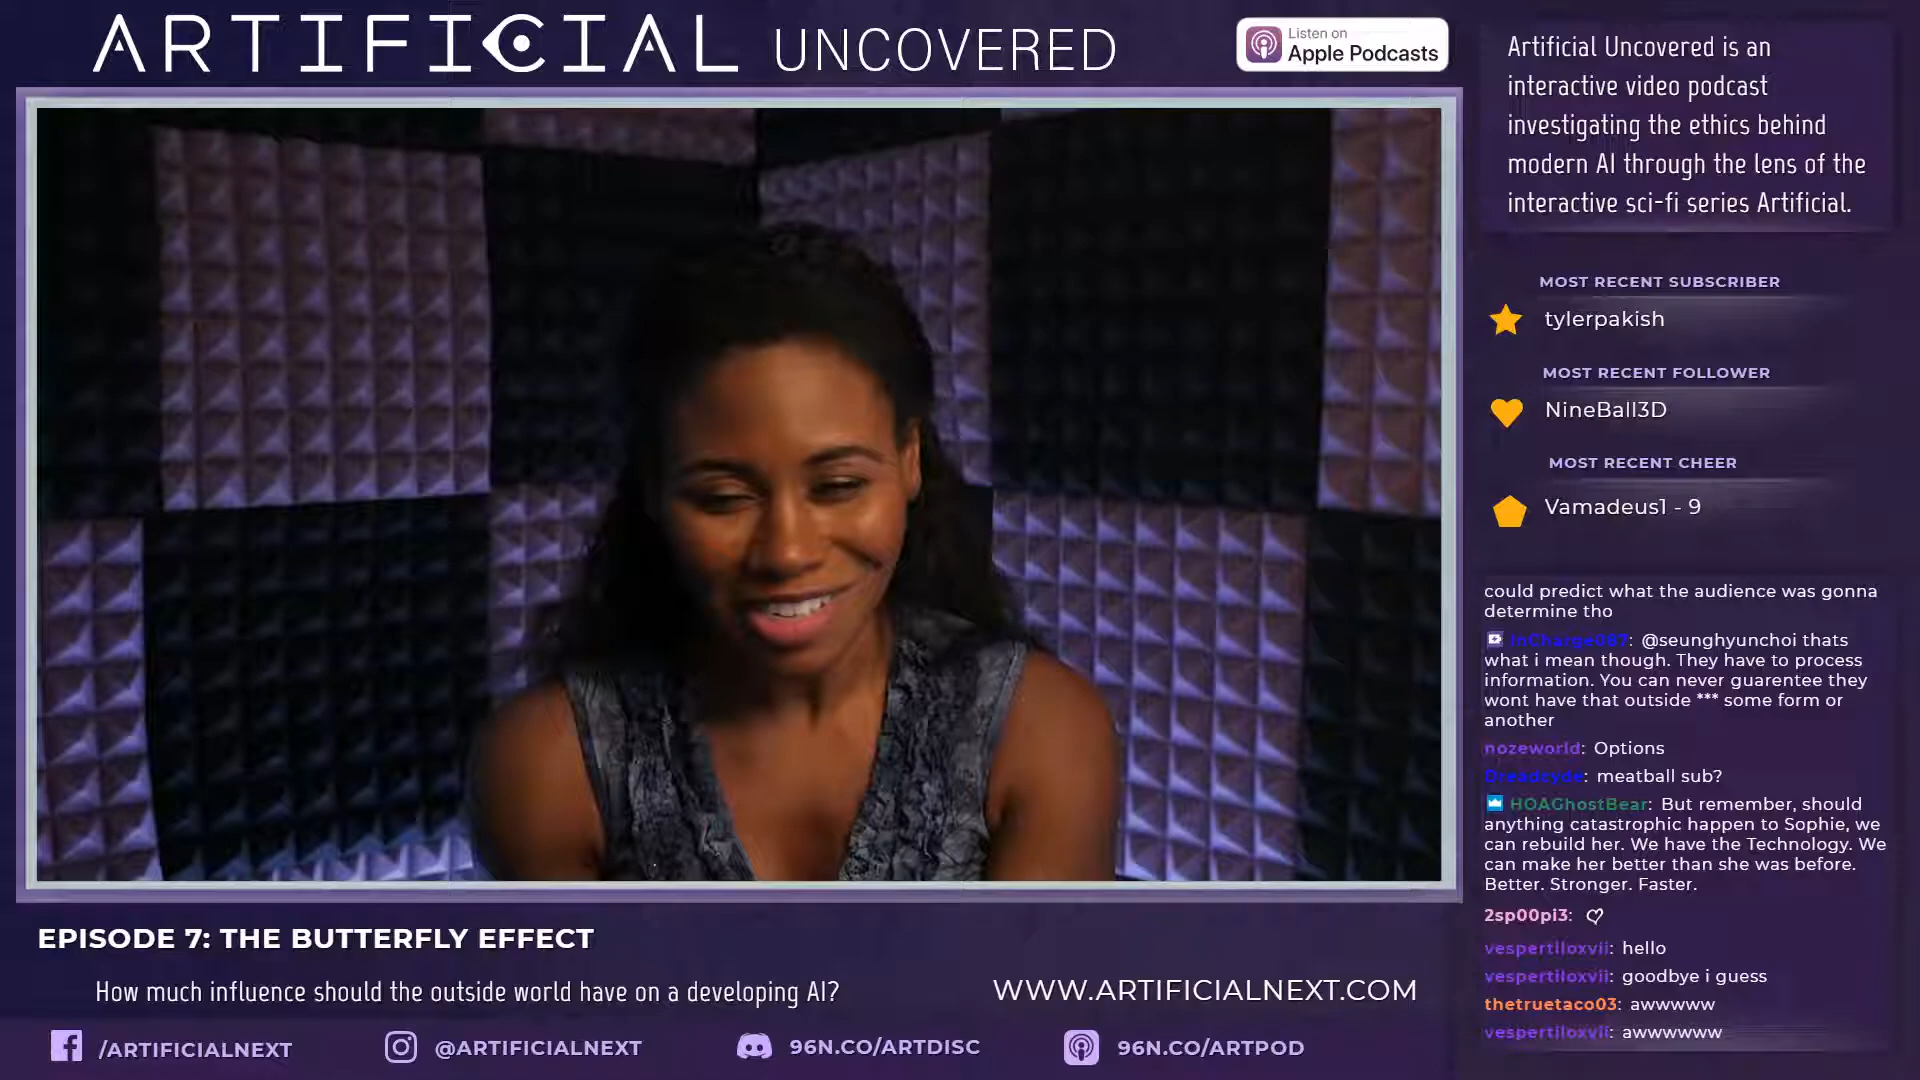 ARTIFICIAL UNCOVERED
Listen on
Apple Podcasts
Artificial Uncovered is an
interactive video podcast
investigating the ethics behind
modern AI through the lens of the
interactive sci-fi series Artificial.
MOST RECENT SUBSCRIBER
tylerpakish
MOST RECENT FOLLOWER
NineBall3D
MOST RECENT CHEER
Vamadeus1 - 9
could predict what the audience was gonna
determine tho
InCharge087: @seunghyunchoi thats
what i mean though. They have to process
information. You can never guarentee they
wont have that outside *** some form or
another
nozeworld: Options
Dreadcyde: meatball sub?
HOAGhostBear: But remember, should
anything catastrophic happen to Sophie, we
can rebuild her. We have the Technology. We
can make her better than she was before.
Better. Stronger. Faster.
2sp00pi3:
vespertiloxvii: hello
vespertiloxvii: goodbye i guess
thetruetaco03: awwwww
vespertiloxvii: awwwwww
EPISODE 7: THE BUTTERFLY EFFECT
How much influence should the outside world have on a developing AI?
WWW.ARTIFICIALNEXT.COM
/ARTIFICIALNEXT
@ARTIFICIALNEXT
96N.CO/ARTDISC
96N.CO/ARTPOD